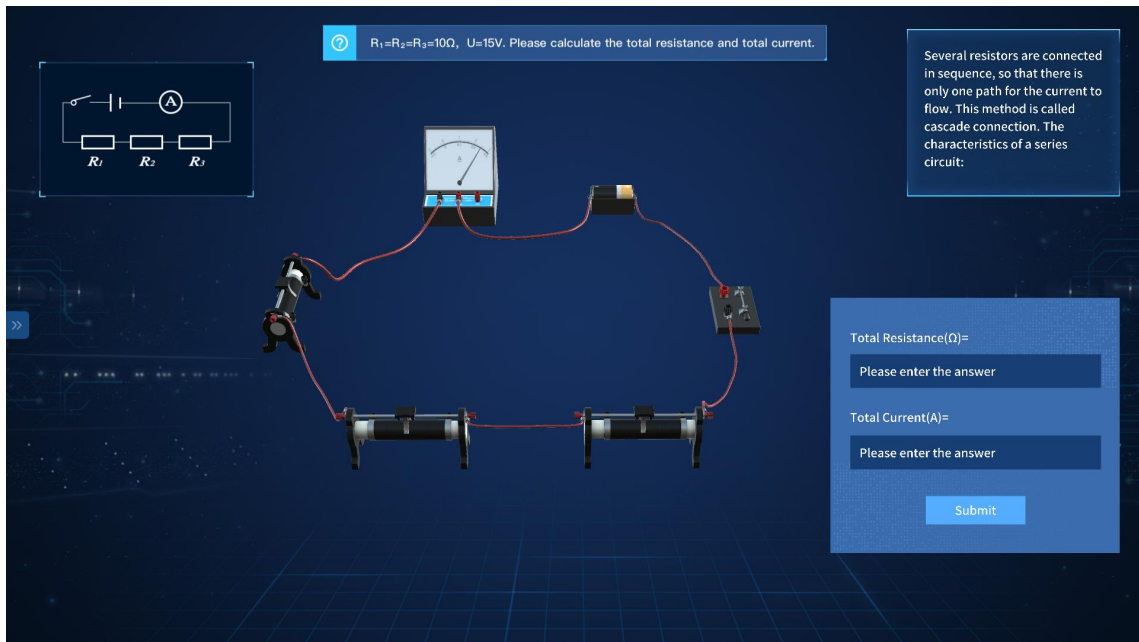 R₁=R₂=R₃=10Ω, U=15V. Please calculate the total resistance and total current.
A
R₁ R₂ R₃
Several resistors are connected
in sequence, so that there is
only one path for the current to
flow. This method is called
cascade connection. The
characteristics of a series
circuit:
A
Total Resistance(Ω)=
Please enter the answer
Total Current(A)=
Please enter the answer
Submit